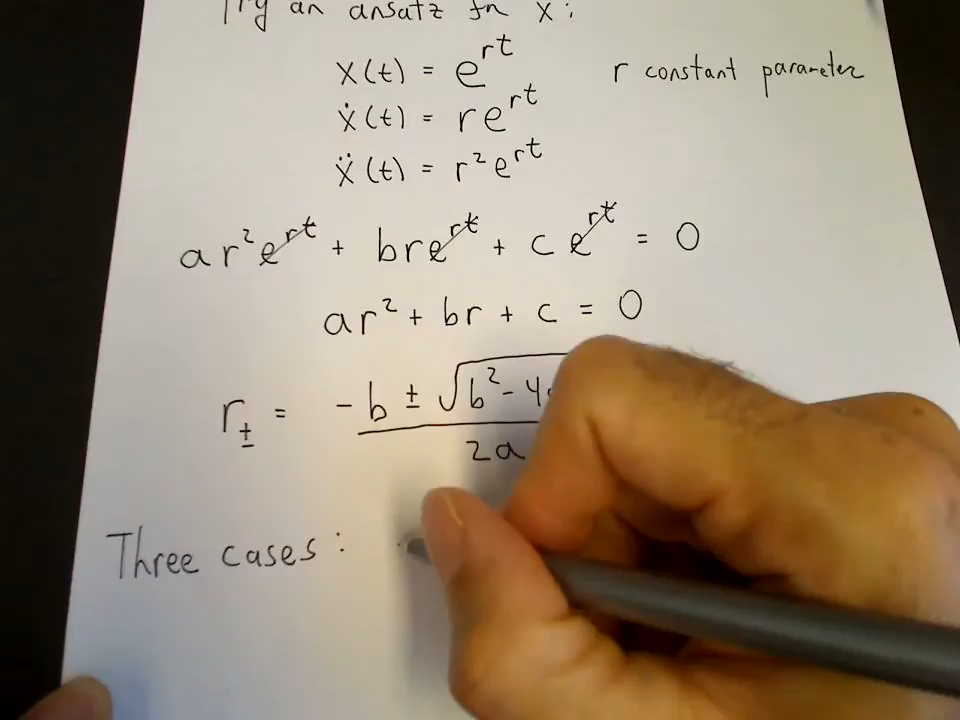 Try an ansatz for x:
x(t) = e^{rt} r constant parameter
ẋ(t) = re^{rt}
ẍ(t) = r²e^{rt}
ar²e^{rt} + bre^{rt} + ce^{rt} = 0
ar² + br + c = 0
r± = -b ± √b² - 4
2a
Three cases: